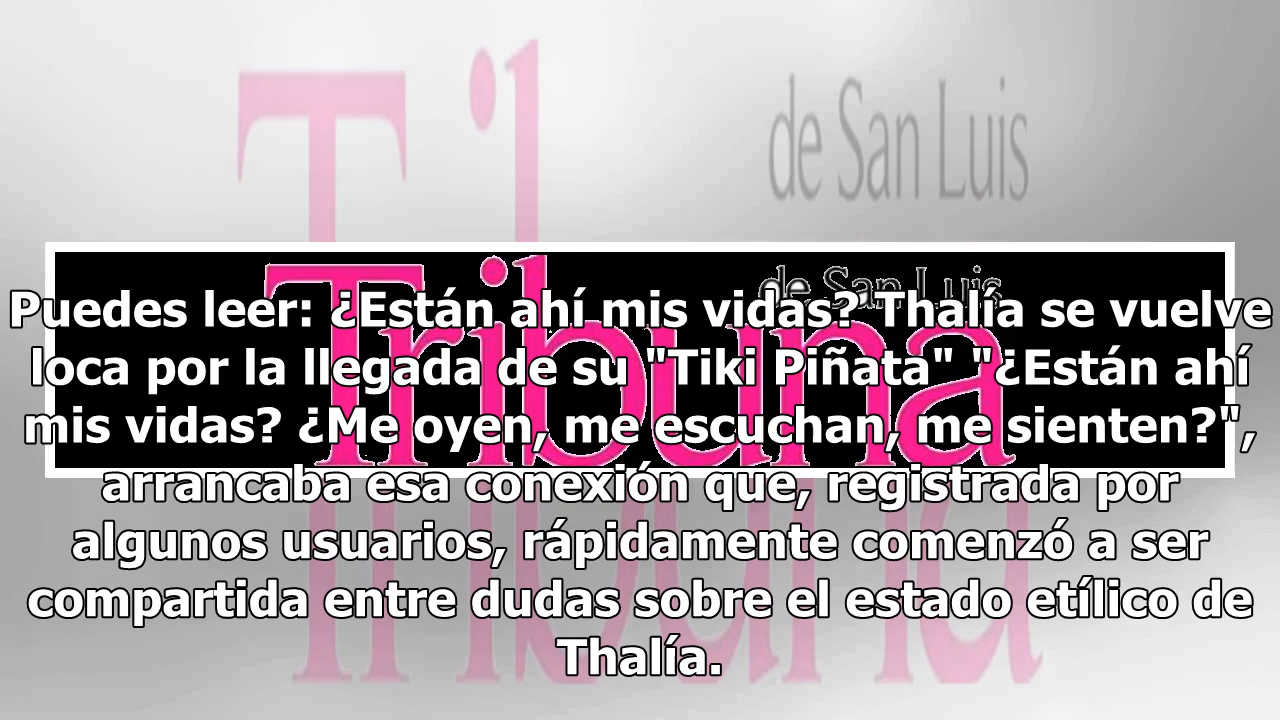 Tribuna
de San Luis
Tribuna
de San Luis
Puedes leer: ¿Están ahí mis vidas? Thalía se vuelve
loca por la llegada de su "Tiki Piñata" "¿Están ahí
mis vidas? ¿Me oyen, me escuchan, me sienten?",
arrancaba esa conexión que, registrada por
algunos usuarios, rápidamente comenzó a ser
compartida entre dudas sobre el estado etílico de
Thalía.